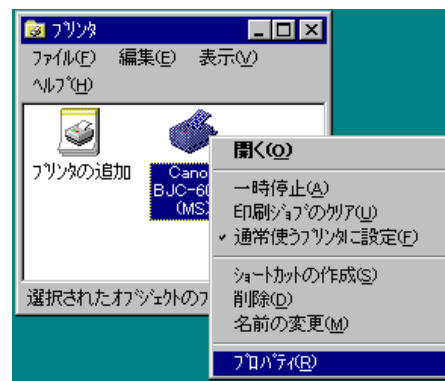 プリンタ
ファイル(F) 編集(E) 表示(V)
ヘルプ(H)
プリンタの追加
Cano
BJC-60
(MS)
選択されたオブジェクトのフ
開く(O)
一時停止(A)
印刷ジョブのクリア(U)
通常使うプリンタに設定(F)
ショートカットの作成(S)
削除(D)
名前の変更(M)
プロパティ(R)